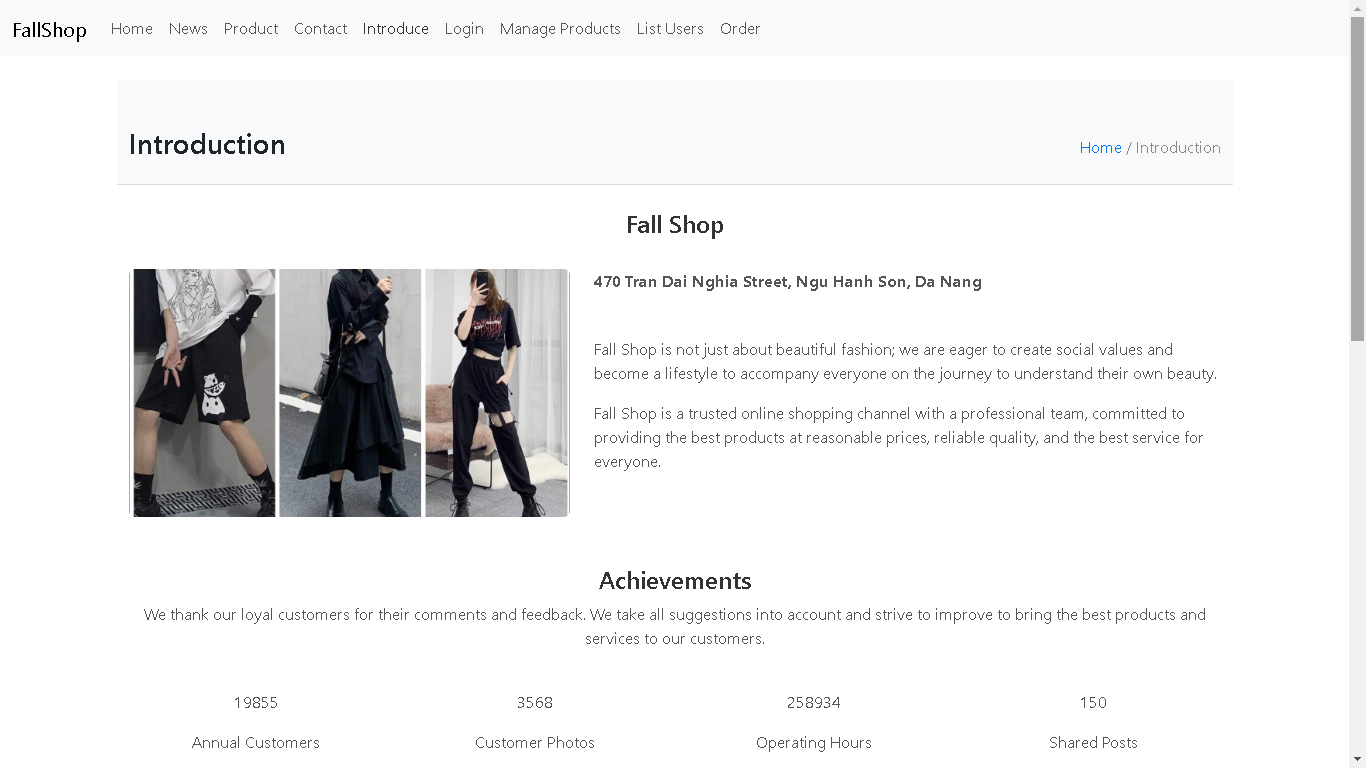 FallShop Home News Product Contact Introduce Login Manage Products List Users Order
Introduction
Home / Introduction
Fall Shop
470 Tran Dai Nghia Street, Ngu Hanh Son, Da Nang
Fall Shop is not just about beautiful fashion; we are eager to create social values and
become a lifestyle to accompany everyone on the journey to understand their own beauty.
Fall Shop is a trusted online shopping channel with a professional team, committed to
providing the best products at reasonable prices, reliable quality, and the best service for
everyone.
Achievements
We thank our loyal customers for their comments and feedback. We take all suggestions into account and strive to improve to bring the best products and
services to our customers.
19855 3568 258934 150
Annual Customers Customer Photos Operating Hours Shared Posts